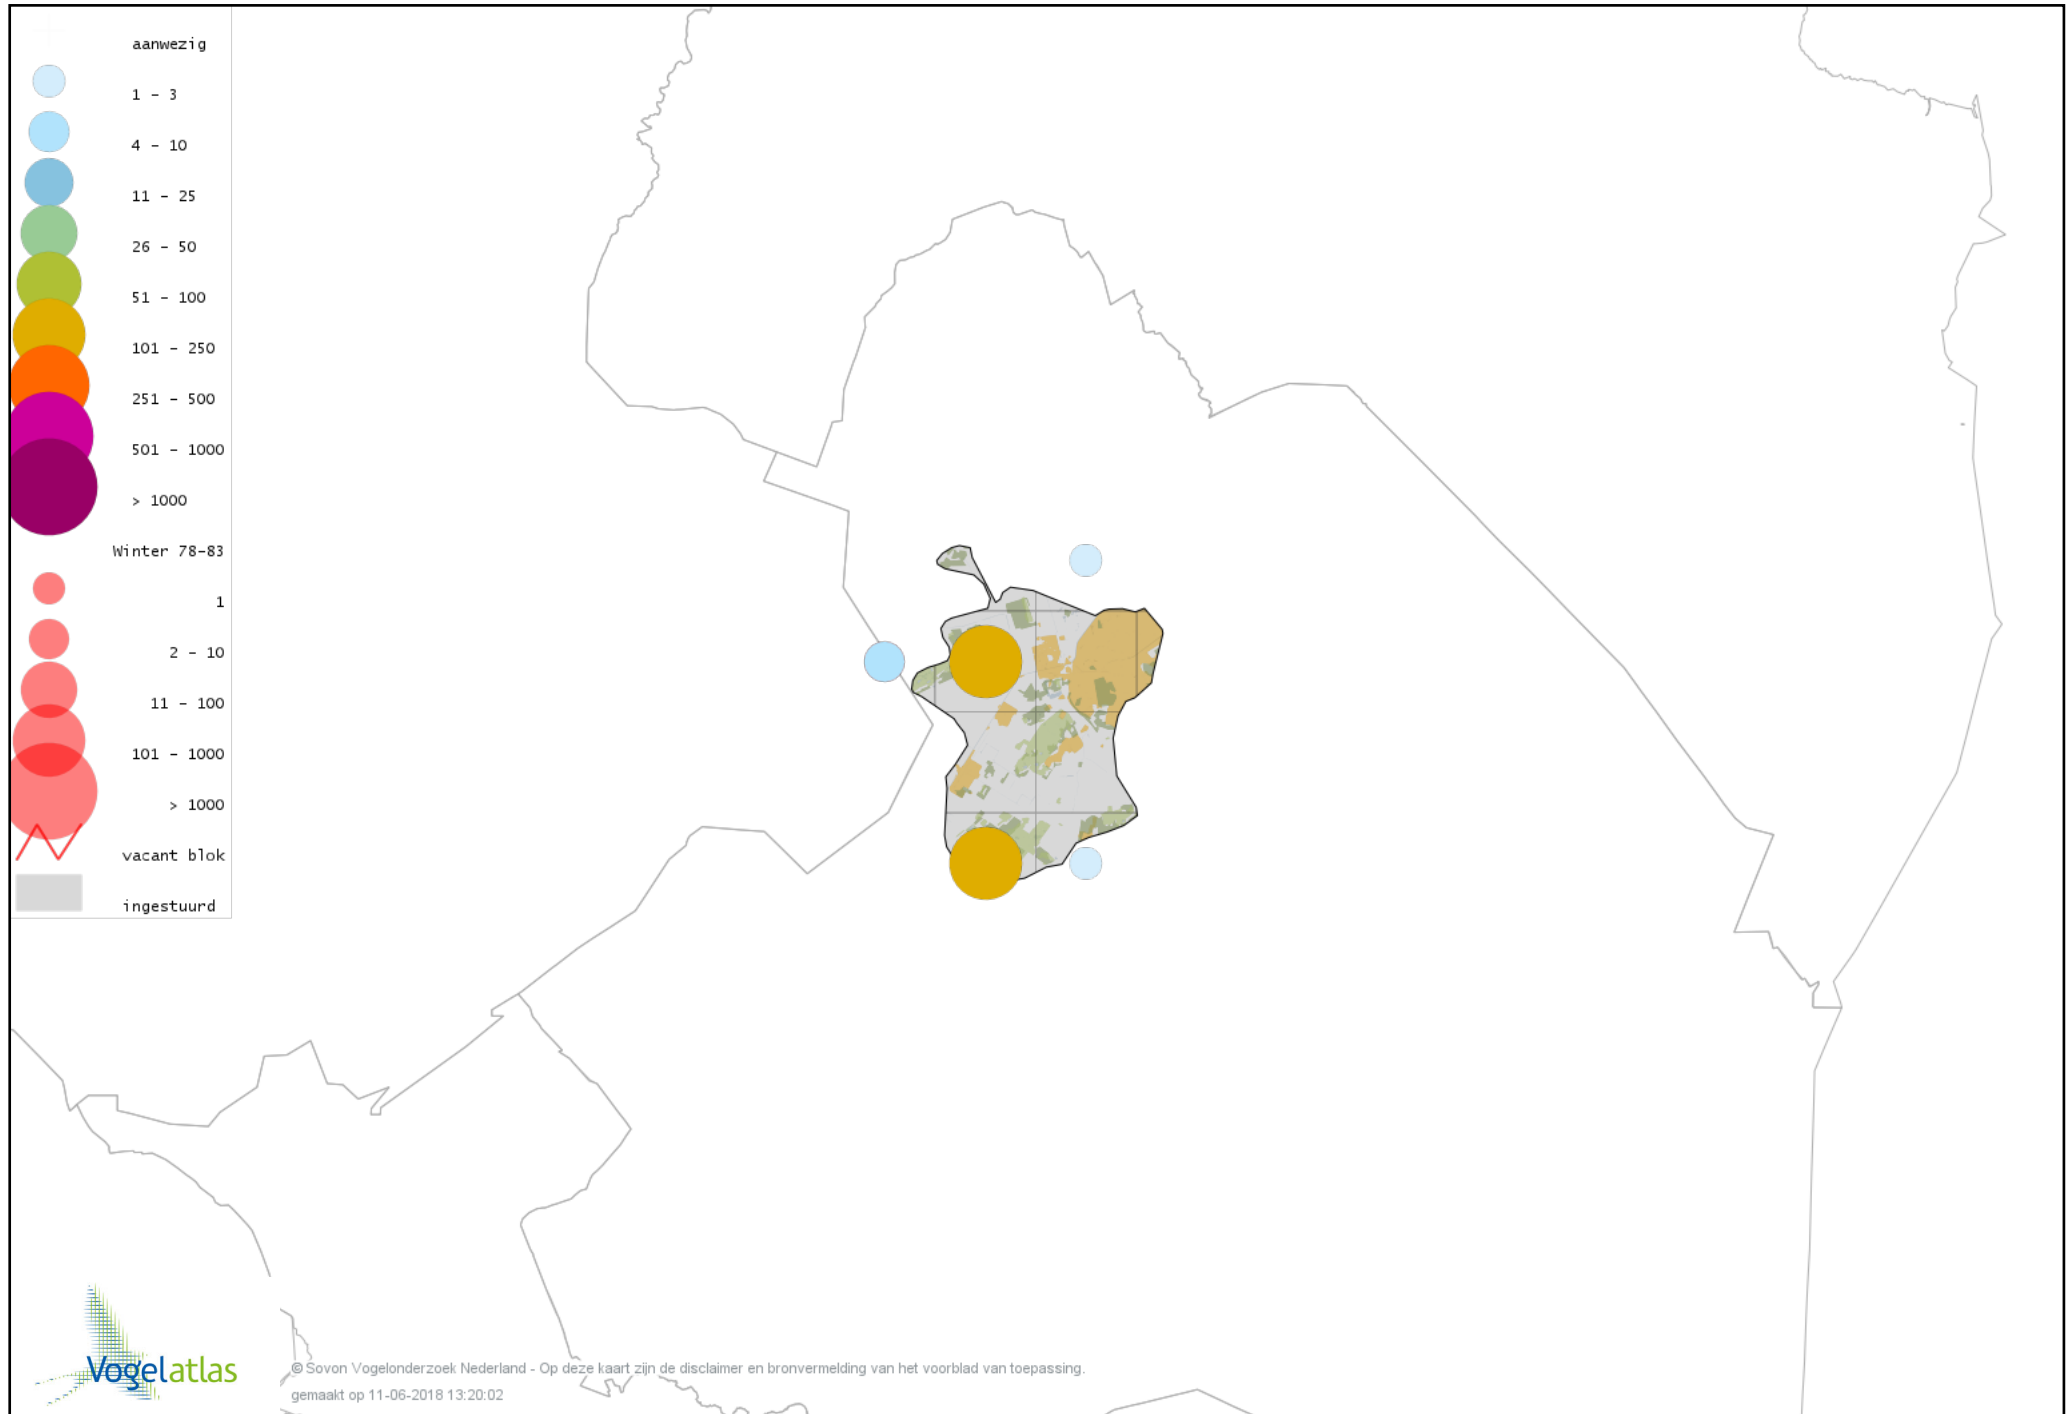 aanwezig
1 - 3
4 - 10
11 - 25
26 - 50
51 - 100
101 - 250
251 - 500
501 - 1000
> 1000
Winter 78-83
1
2 - 10
11 - 100
101 - 1000
> 1000
vacant blok
ingestuurd
Vogelatlas
© Sovon Vogelonderzoek Nederland - Op deze kaart zijn de disclaimer en bronvermelding van het voorblad van toepassing.
gemaakt op 11-06-2018 13:20:02